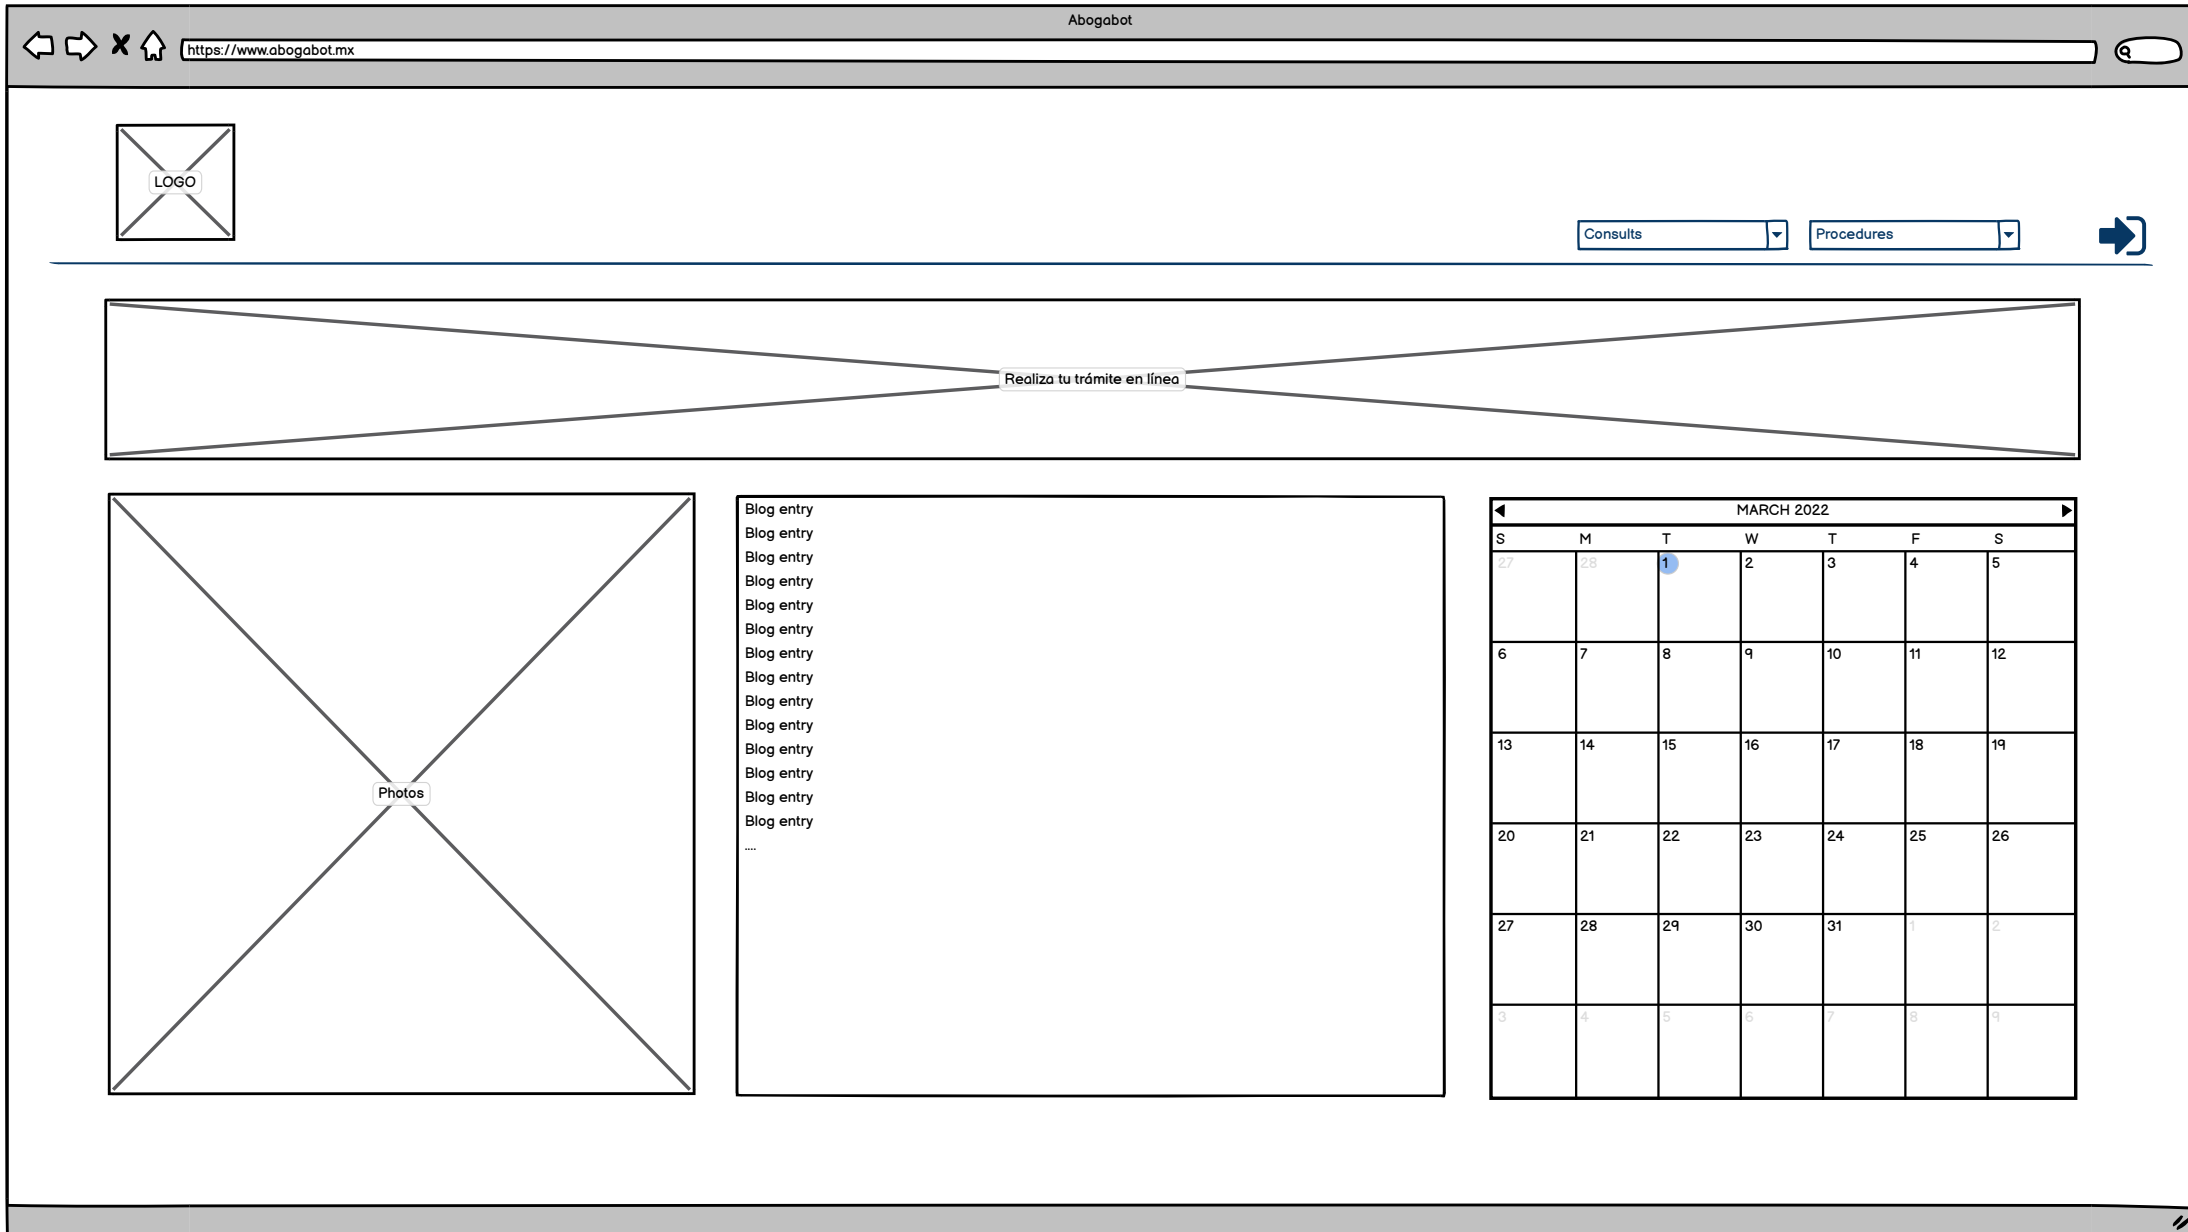 Abogabot
https://www.abogabot.mx
LOGO
Consults
Procedures
Realiza tu trámite en línea
Photos
Blog entry
Blog entry
Blog entry
Blog entry
Blog entry
Blog entry
Blog entry
Blog entry
Blog entry
Blog entry
Blog entry
Blog entry
Blog entry
Blog entry
....
MARCH 2022
S M T W T F S
27 28 1 2 3 4 5
6 7 8 9 10 11 12
13 14 15 16 17 18 19
20 21 22 23 24 25 26
27 28 29 30 31 1 2
3 4 5 6 7 8 9